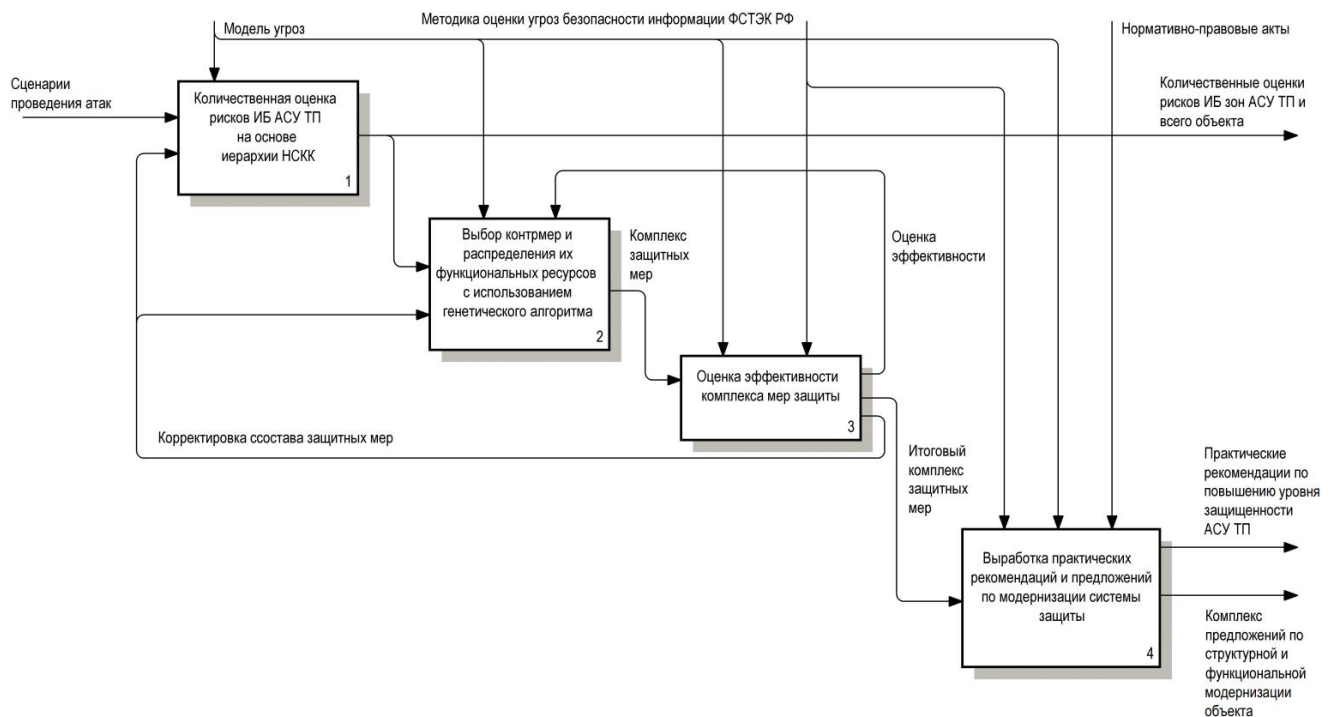 Методика оценки угроз безопасности информации ФСТЭК РФ
Модель угроз
Нормативно-правовые акты
Сценарии
проведения атак
Количественная оценка
рисков ИБ АСУ ТП
на основе
иерархии НСКК
1
Количественные оценки
рисков ИБ зон АСУ ТП и
всего объекта
Выбор контрмер и
распределения их
функциональных ресурсов
с использованием
генетического алгоритма
2
Комплекс
защитных
мер
Оценка
эффективности
Оценка эффективности
комплекса мер защиты
3
Корректировка ссостава защитных мер
Итоговый
комплекс
защитных
мер
Практические
рекомендации по
повышению уровня
защищенности
АСУ ТП
Выработка практических
рекомендаций и предложений
по модернизации системы
защиты
4
Комплекс
предложений по
структурной и
функциональной
модернизации
объекта